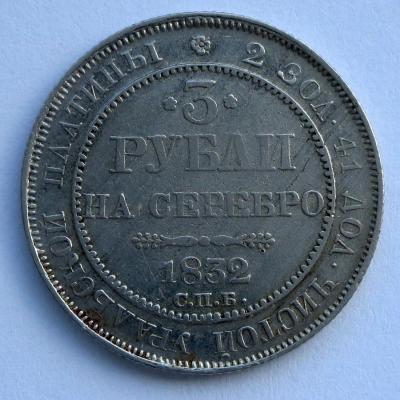 * 2 ЗОЛ. 41 ДОЛ. ЧИСТОЙ УРАЛЬСКОЙ ПЛАТИНЫ
* 3 *
РУБЛИ
НА СЕРЕБРО
1832
С.П.Б.